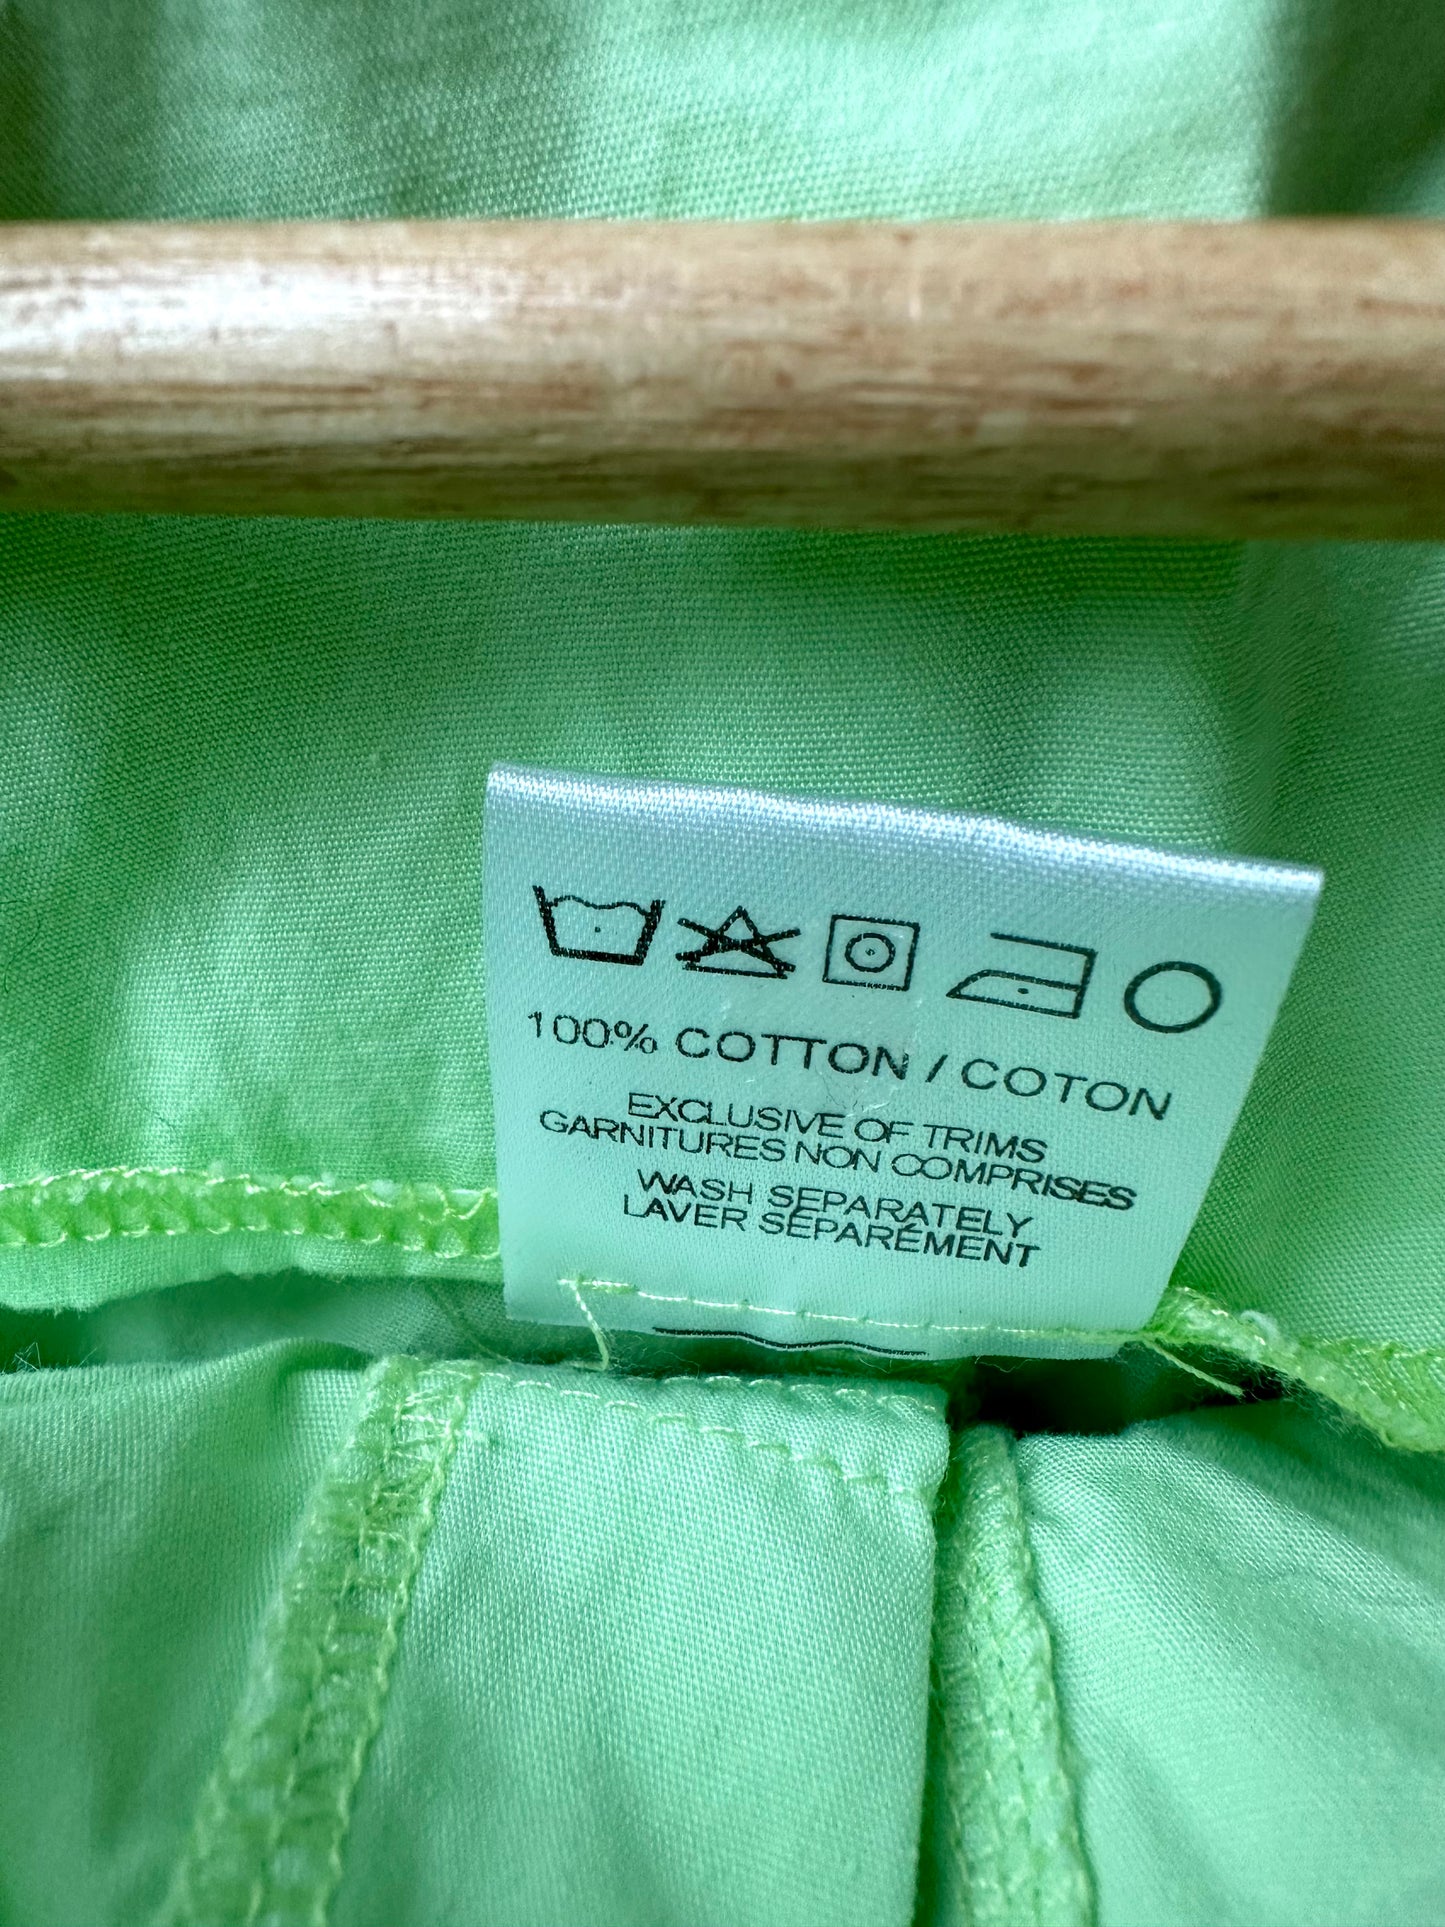 100% COTTON / COTON
EXCLUSIVE OF TRIMS
GARNITURES NON COMPRISES
WASH SEPARATELY
LAVER SÉPARÉMENT